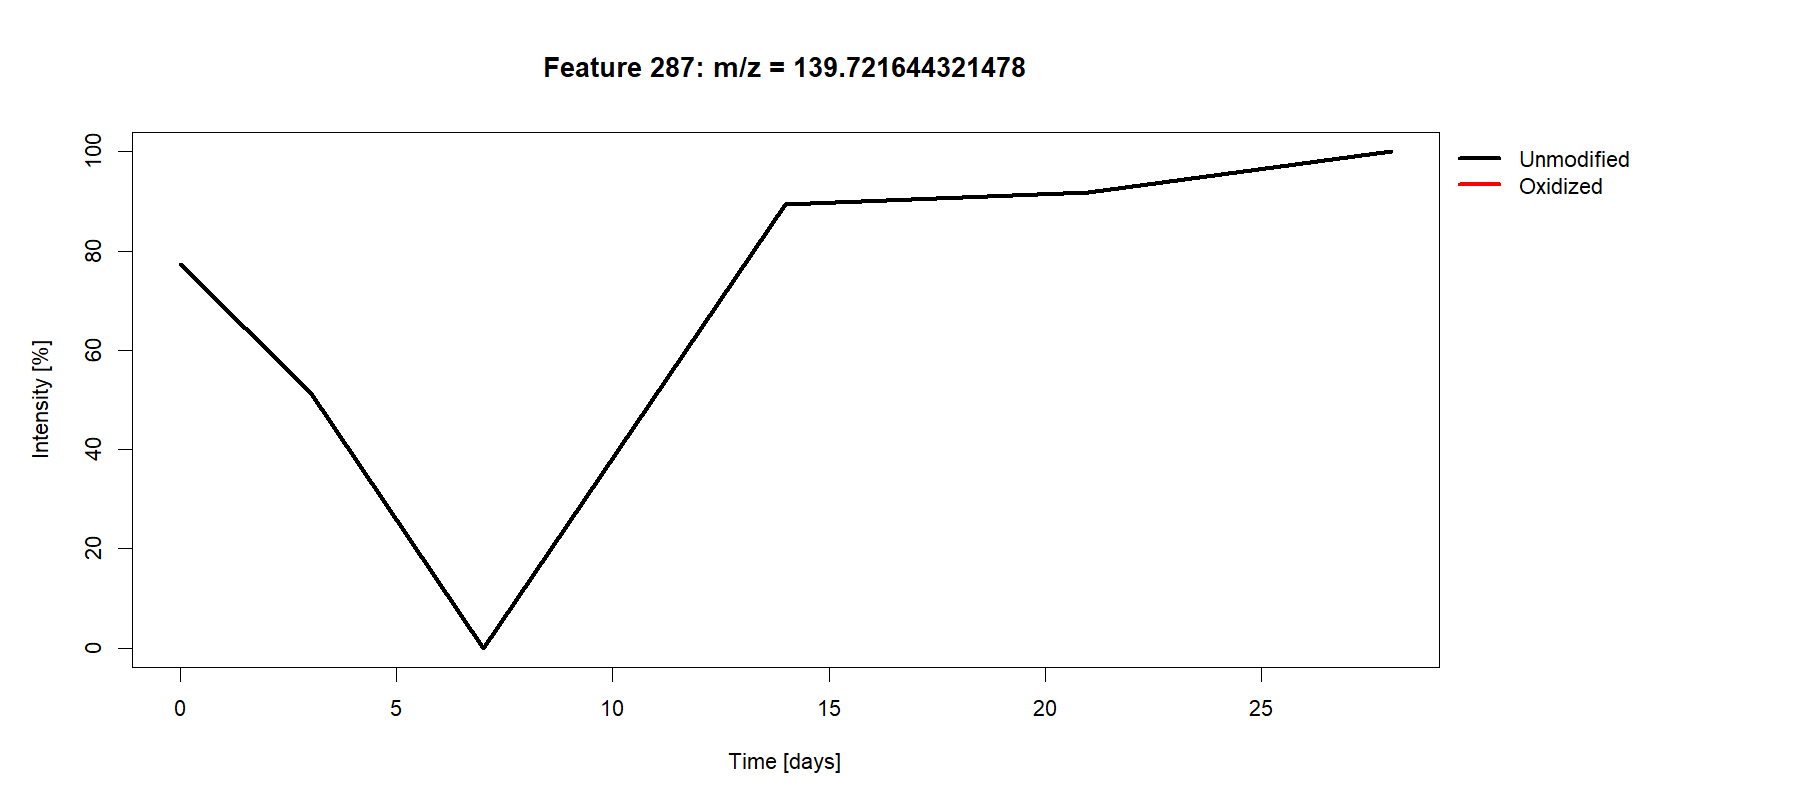 Feature 287: m/z = 139.721644321478
Unmodified
Oxidized
Intensity [%]
100
80
60
40
20
0
0 5 10 15 20 25
Time [days]